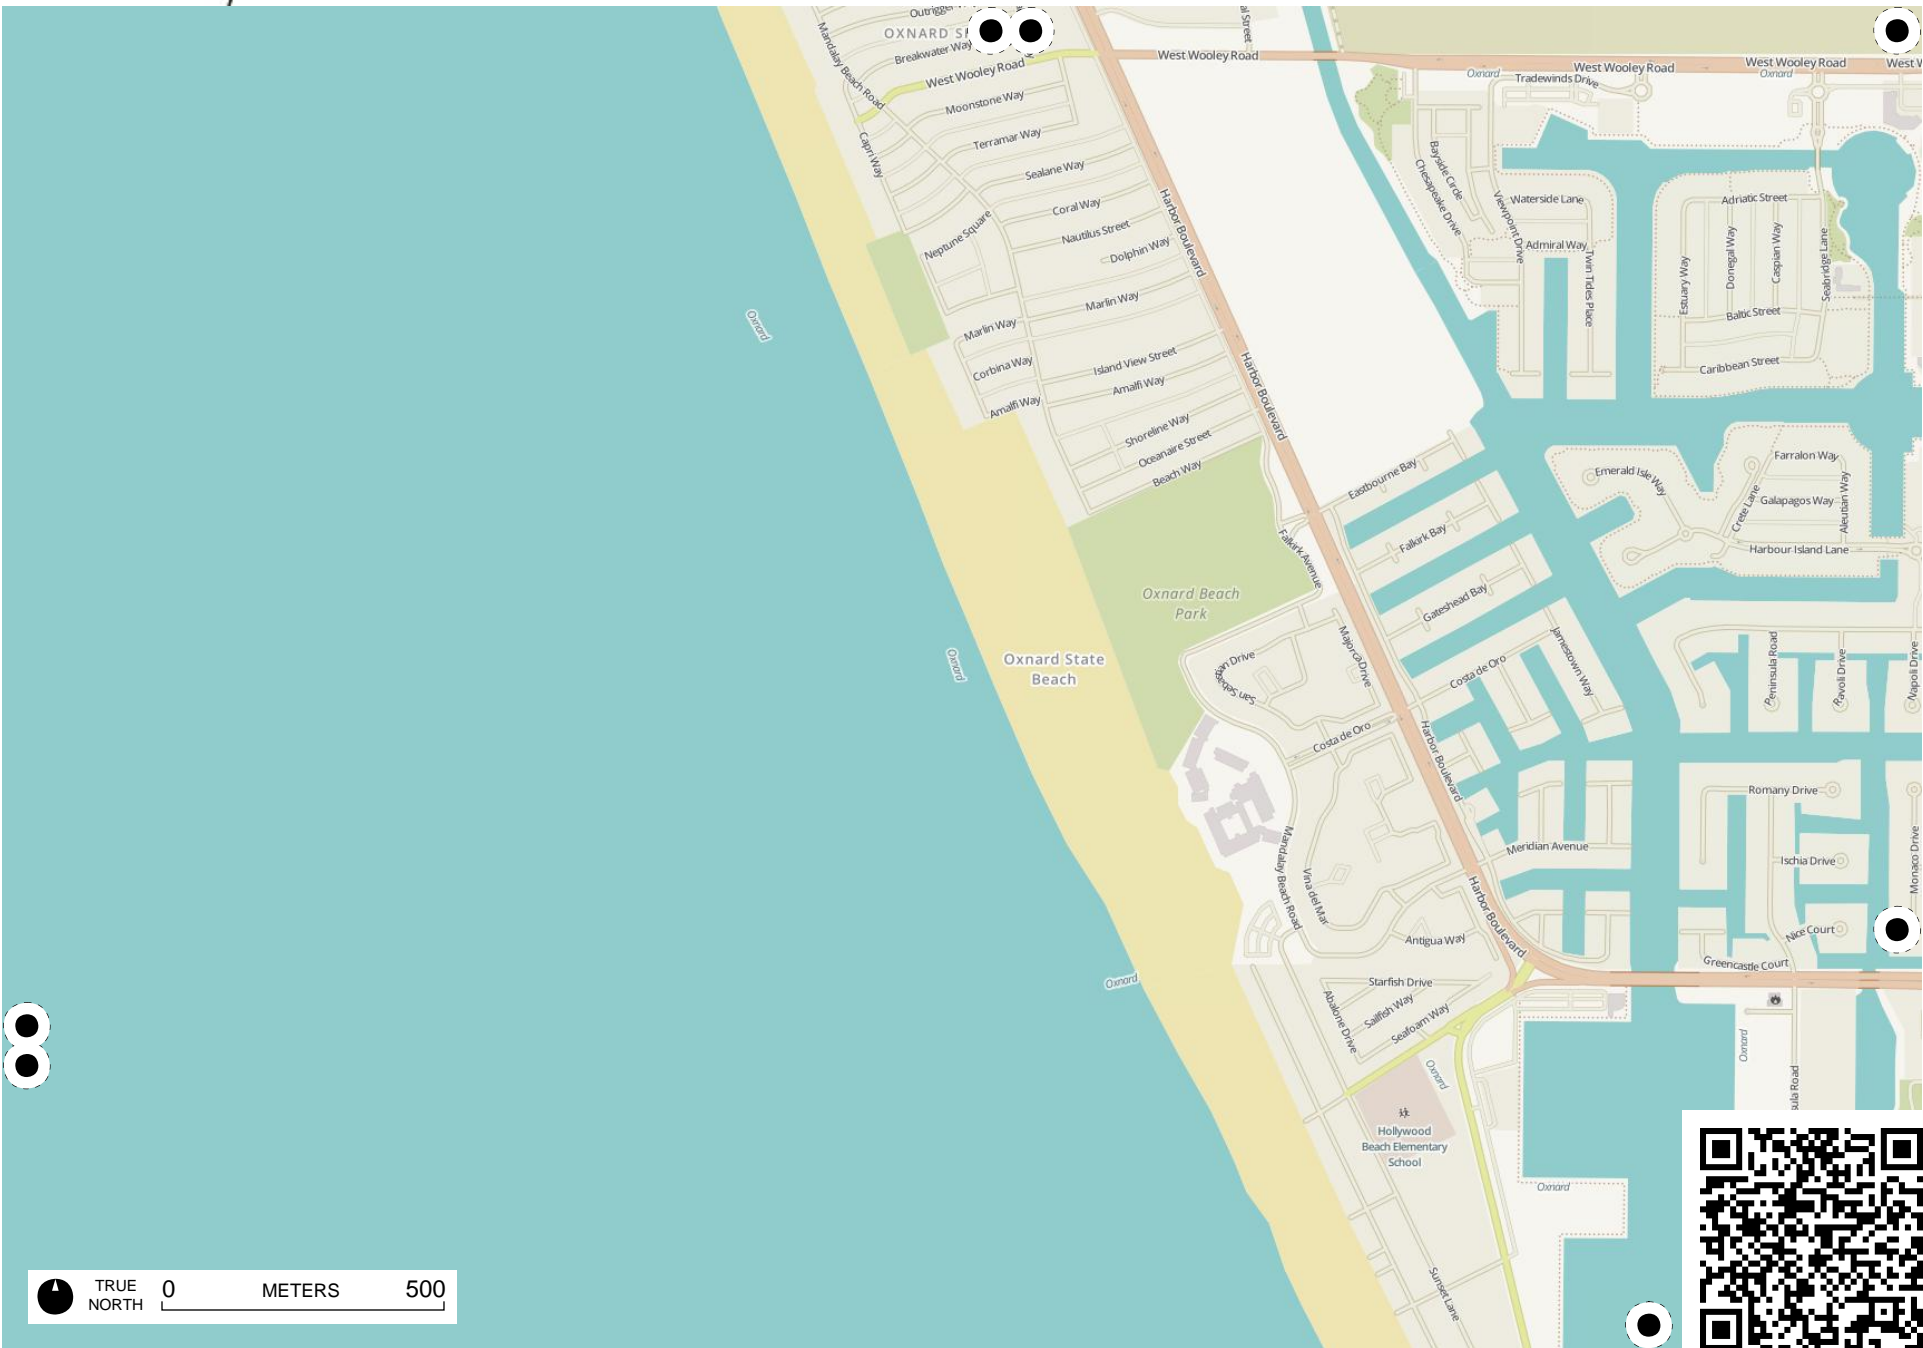 Breakwater Way
West Wooley Road
West Wooley Road
West Wooley Road
West Wooley Road
Oxnard
Oxnard
Tradewinds Drive
Mandalay Beach Road
Moonstone Way
Terramar Way
Capri Way
Sealane Way
Coral Way
Nautilus Street
Dolphin Way
Neptune Square
Harbor Boulevard
Bayside Circle
Chesapeake Drive
Viewpoint Drive
Waterside Lane
Admiral Way
Twin Tides Place
Adriatic Street
Estuary Way
Donegal Way
Caspian Way
Seabridge Lane
Baltic Street
Caribbean Street
Marlin Way
Marlin Way
Oxnard
Corbina Way
Island View Street
Amalfi Way
Amalfi Way
Harbor Boulevard
Shoreline Way
Oceanaire Street
Beach Way
Eastbourne Bay
Emerald Isle Way
Farralon Way
Galapagos Way
Crete Lane
Aleutian Way
Harbour Island Lane
Falkirk Bay
Falkirk Avenue
Gateshead Bay
Oxnard Beach
Park
Oxnard State
Beach
Oxnard
Majorca Drive
Costa de Oro
Jamestown Way
Peninsula Road
Ravoli Drive
Napoli Drive
Costa de Oro
Harbor Boulevard
Romany Drive
Meridian Avenue
Ischia Drive
Monaco Drive
Mandalay Beach Road
Vina del Mar
Harbor Boulevard
Antigua Way
Nice Court
Greencastle Court
Oxnard
Starfish Drive
Sailfish Way
Seafoam Way
Abalone Drive
Oxnard
Oxnard
Hollywood
Beach Elementary
School
Oxnard
Sunset Lane
TRUE
NORTH
0 METERS 500